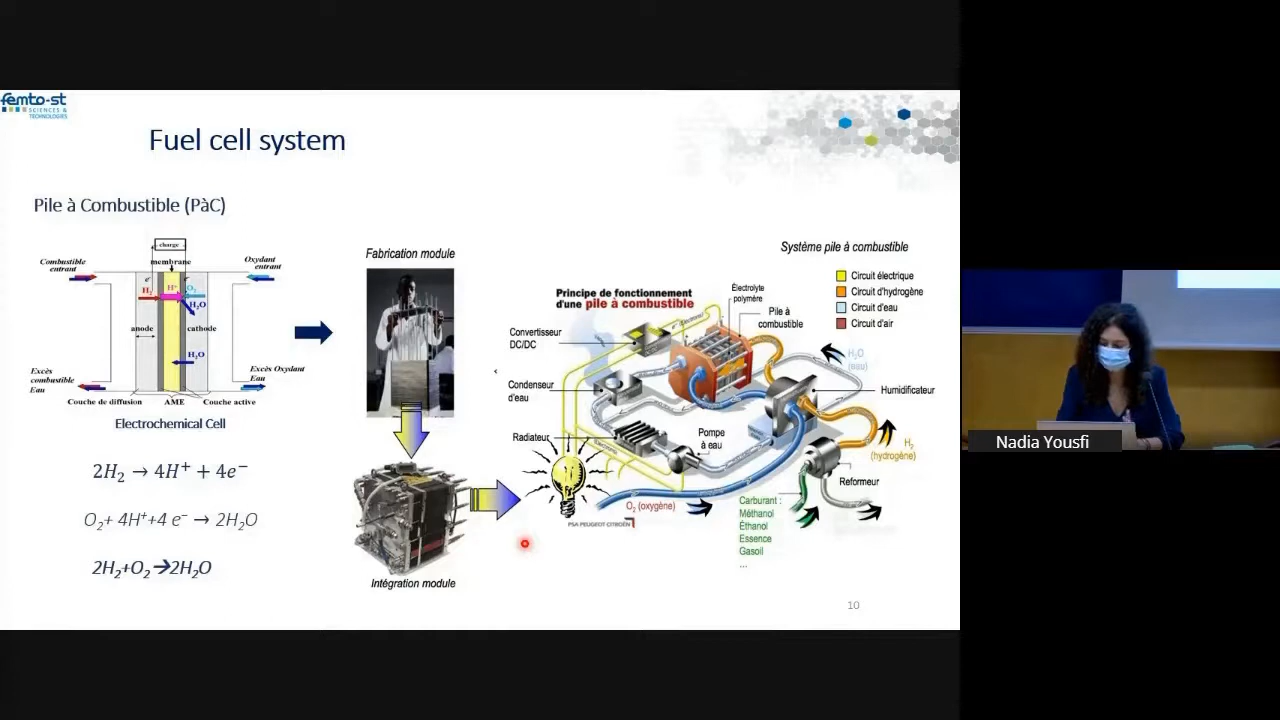 femto-st
SCIENCES &
TECHNOLOGIES
Fuel cell system
Pile à Combustible (PàC)
charge
membrane
Combustible
entrant
Oxydant
entrant
e⁻
e⁻
H₂
H⁺
O₂
H₂O
anode
cathode
H₂O
Excès
combustible
Eau
Excès Oxydant
Eau
Couche de diffusion
AME
Couche active
Electrochemical Cell
2H₂ → 4H⁺ + 4e⁻
O₂+ 4H⁺+4 e⁻ → 2H₂O
2H₂+O₂➔2H₂O
Fabrication module
Intégration module
Système pile à combustible
Circuit électrique
Circuit d'hydrogène
Circuit d'eau
Circuit d'air
Principe de fonctionnement
d'une pile à combustible
Électrolyte
polymère
Pile à
combustible
Convertisseur
DC/DC
e⁻ (électrons)
H₂O
(eau)
Condenseur
d'eau
Humidificateur
Radiateur
Pompe
à eau
H₂
(hydrogène)
Reformeur
O₂ (oxygène)
Carburant :
Méthanol
Éthanol
Essence
Gasoil
...
PSA PEUGEOT CITROËN
10
Nadia Yousfi